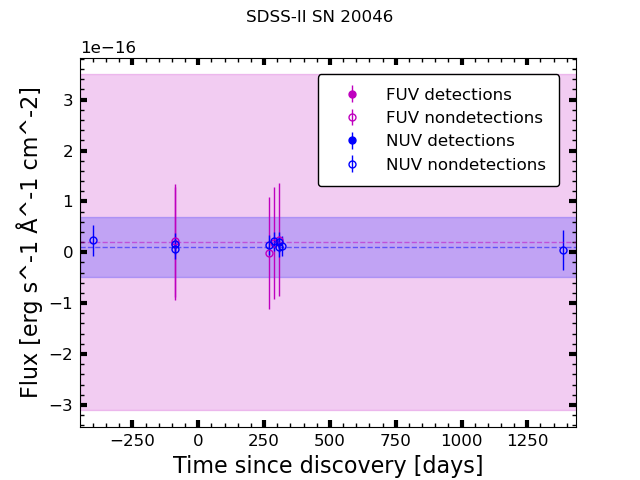 SDSS-II SN 20046
1e−16
FUV detections
FUV nondetections
NUV detections
NUV nondetections
3
2
1
0
−1
−2
−3
Flux [erg s^-1 Å^-1 cm^-2]
−250 0 250 500 750 1000 1250
Time since discovery [days]